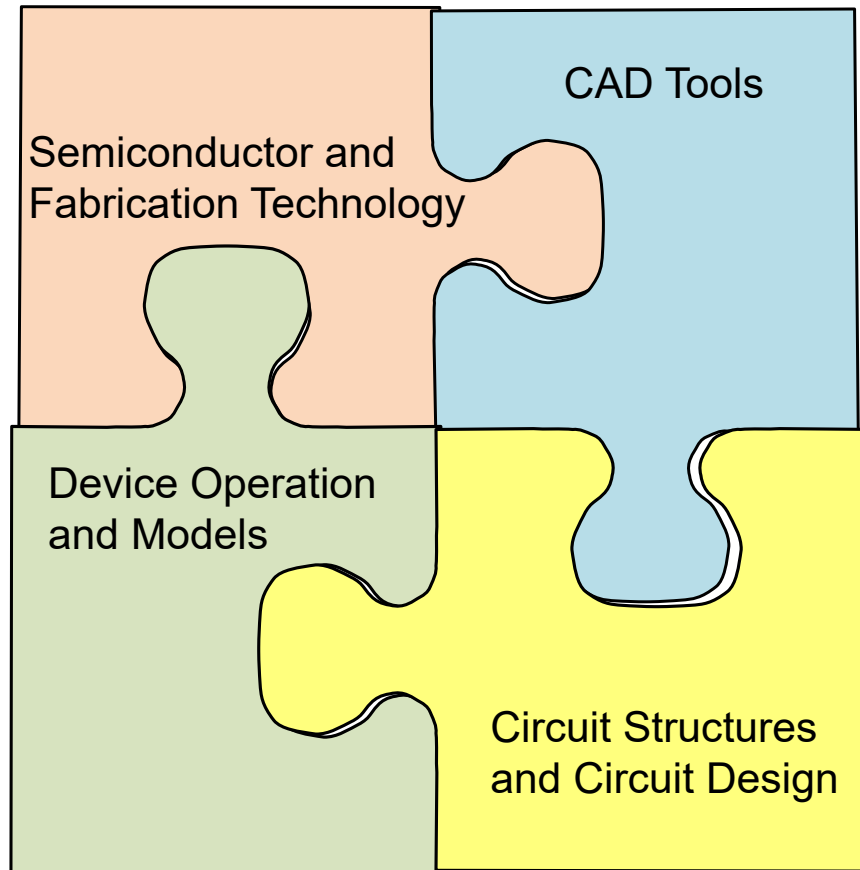 CAD Tools
Semiconductor and
Fabrication Technology
Device Operation
and Models
Circuit Structures
and Circuit Design